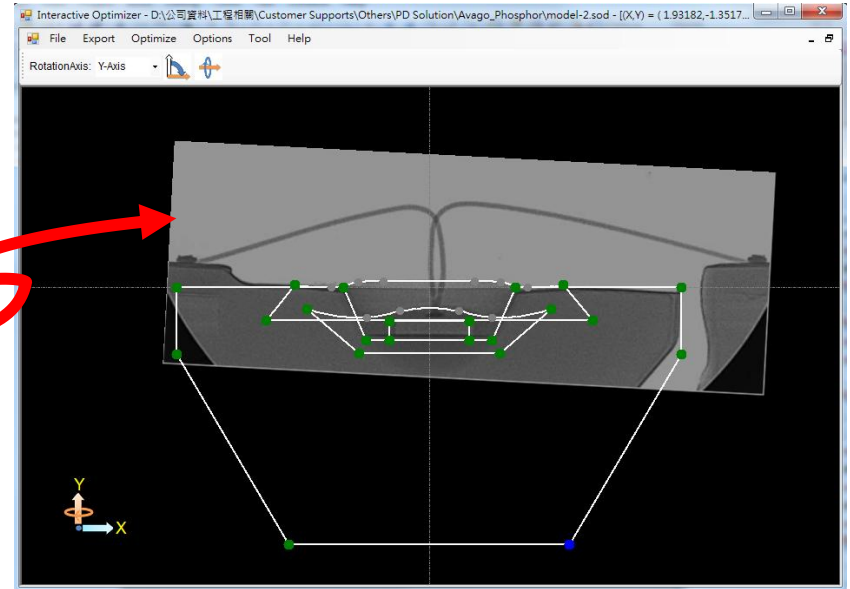 Interactive Optimizer - D:\公司資料\工程相關\Customer Supports\Others\PD Solution\Avago_Phosphor\model-2.sod - [(X,Y) = ( 1.93182,-1.3517...
File Export Optimize Options Tool Help
RotationAxis: Y-Axis
Y
X